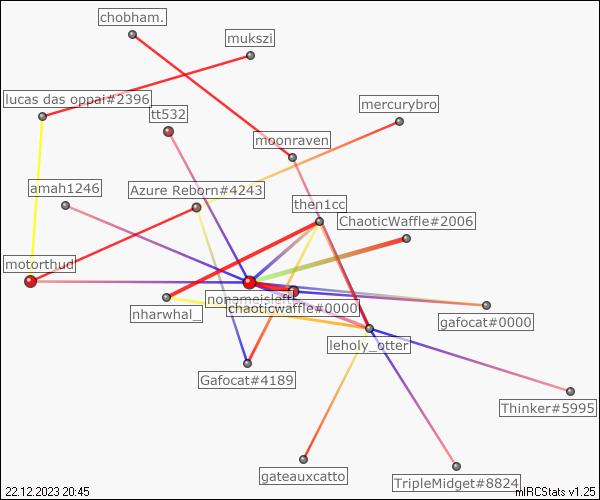 chobham.
mukszi
lucas das oppai#2396
tt532
mercurybro
moonraven
amah1246
Azure Reborn#4243
then1cc
ChaoticWaffle#2006
motorthud
nonameisleft
chaoticwaffle#0000
nharwhal_
gafocat#0000
leholy_otter
Gafocat#4189
Thinker#5995
gateauxcatto
TripleMidget#8824
22.12.2023 20:45
mIRCStats v1.25